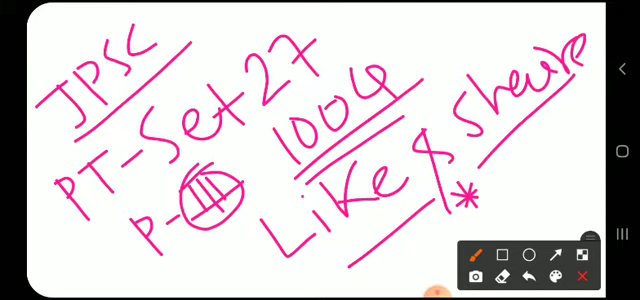 JPSC
PT-Set 27
P-III
1004
Like & Share
*